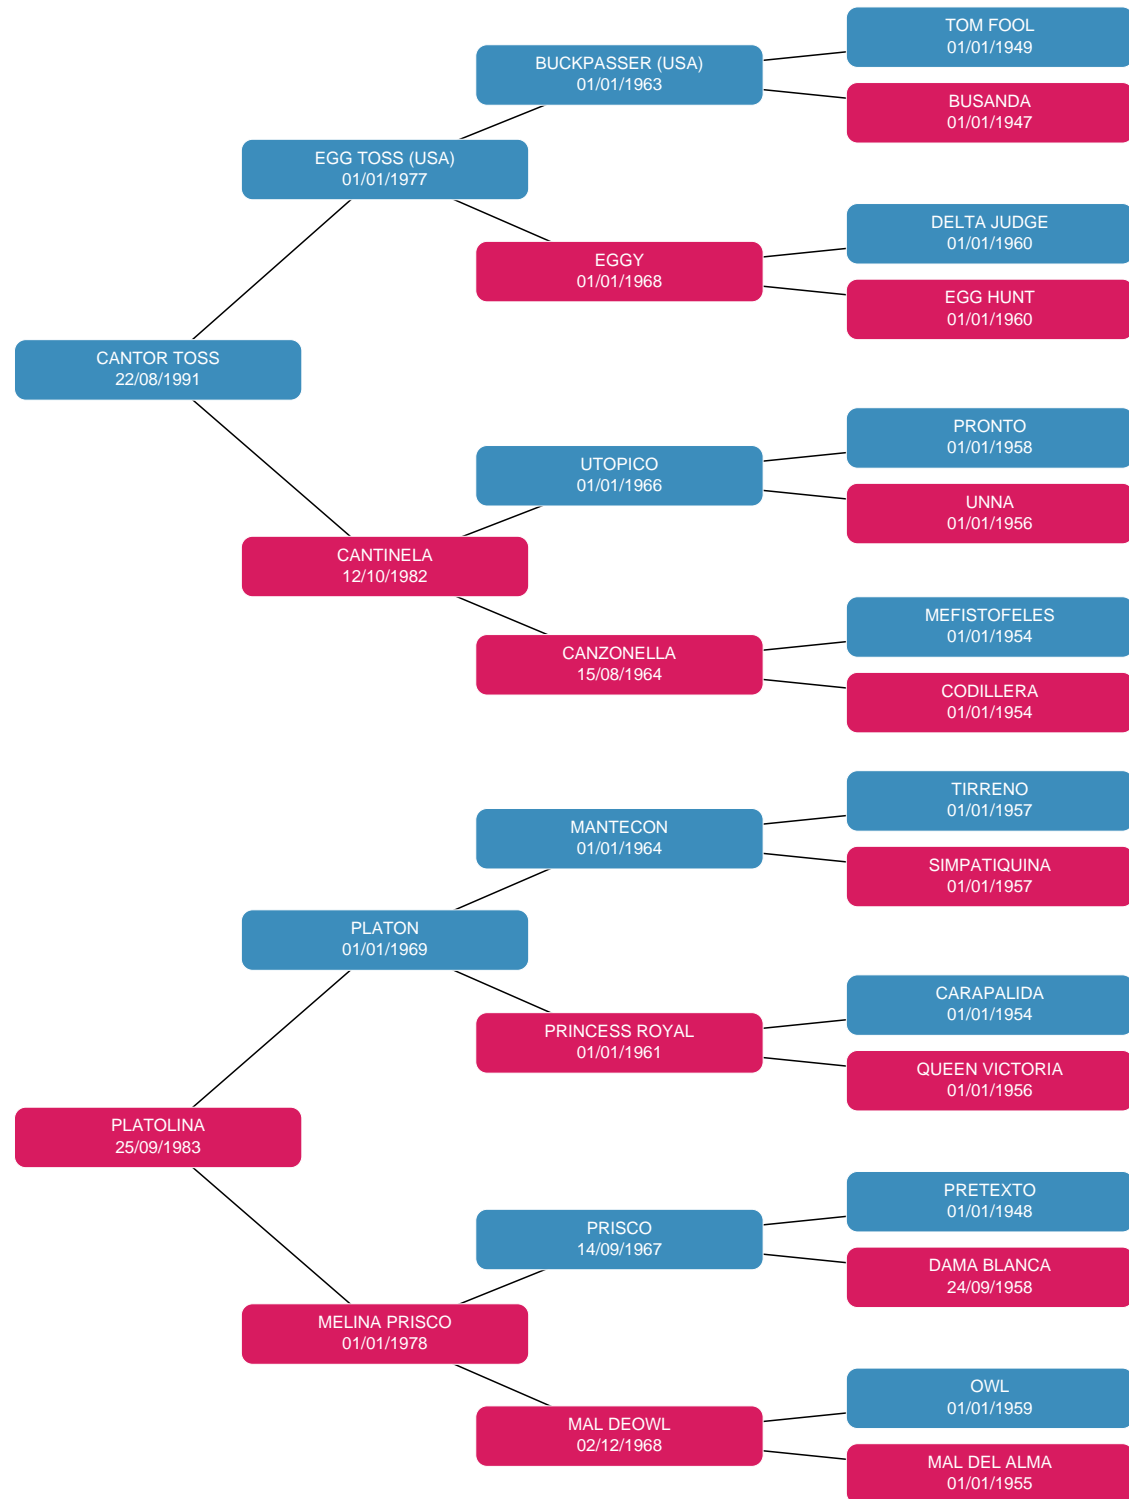 TOM FOOL
01/01/1949
BUCKPASSER (USA)
01/01/1963
BUSANDA
01/01/1947
EGG TOSS (USA)
01/01/1977
DELTA JUDGE
01/01/1960
EGGY
01/01/1968
EGG HUNT
01/01/1960
CANTOR TOSS
22/08/1991
PRONTO
01/01/1958
UTOPICO
01/01/1966
UNNA
01/01/1956
CANTINELA
12/10/1982
MEFISTOFELES
01/01/1954
CANZONELLA
15/08/1964
CODILLERA
01/01/1954
TIRRENO
01/01/1957
MANTECON
01/01/1964
SIMPATIQUINA
01/01/1957
PLATON
01/01/1969
CARAPALIDA
01/01/1954
PRINCESS ROYAL
01/01/1961
QUEEN VICTORIA
01/01/1956
PLATOLINA
25/09/1983
PRETEXTO
01/01/1948
PRISCO
14/09/1967
DAMA BLANCA
24/09/1958
MELINA PRISCO
01/01/1978
OWL
01/01/1959
MAL DEOWL
02/12/1968
MAL DEL ALMA
01/01/1955